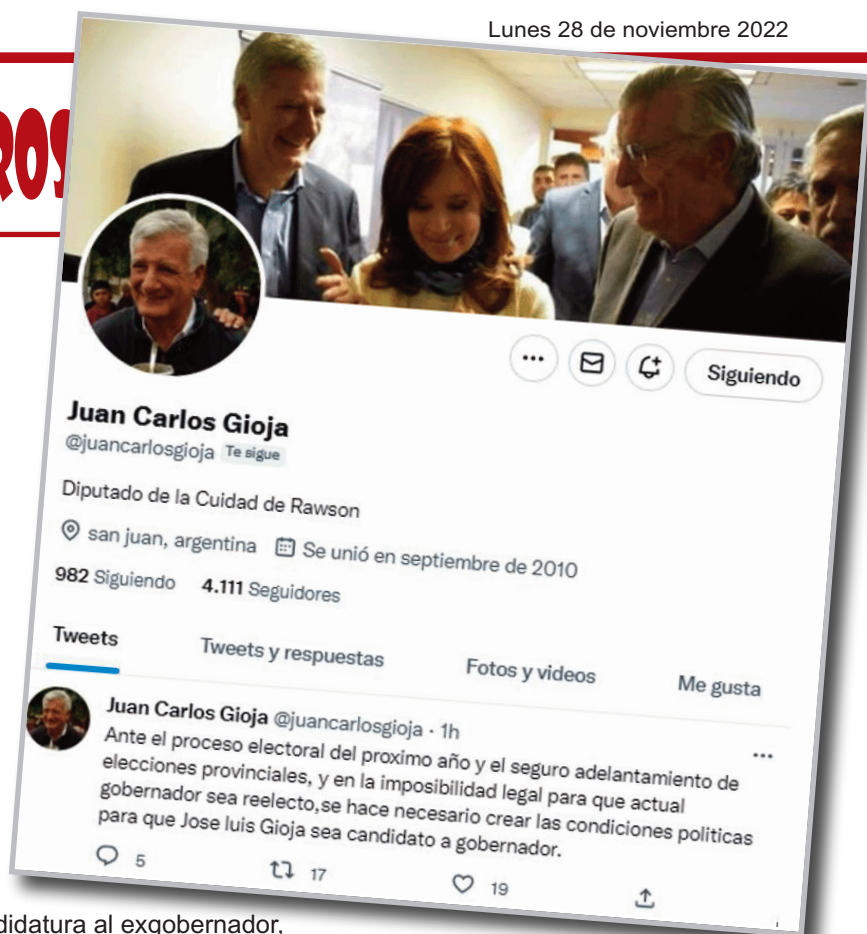 Lunes 28 de noviembre 2022
ROS
Siguiendo
Juan Carlos Gioja
@juancarlosgioja Te sigue
Diputado de la Cuidad de Rawson
san juan, argentina Se unió en septiembre de 2010
982 Siguiendo 4.111 Seguidores
Tweets Tweets y respuestas Fotos y videos Me gusta
Juan Carlos Gioja @juancarlosgioja · 1h
Ante el proceso electoral del proximo año y el seguro adelantamiento de
elecciones provinciales, y en la imposibilidad legal para que actual
gobernador sea reelecto,se hace necesario crear las condiciones politicas
para que Jose luis Gioja sea candidato a gobernador.
5 17 19
didatura al exgobernador,